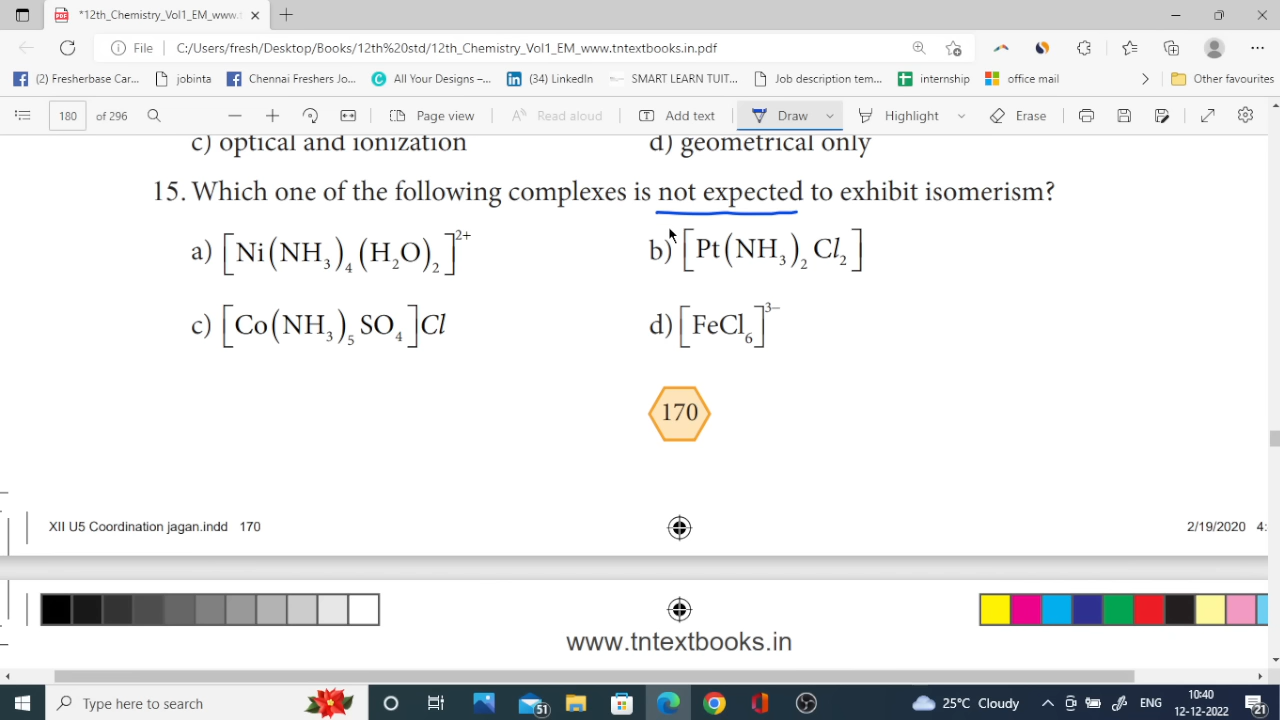 *12th_Chemistry_Vol1_EM_www.t
File
C:/Users/fresh/Desktop/Books/12th%20std/12th_Chemistry_Vol1_EM_www.tntextbooks.in.pdf
(2) Fresherbase Car...
jobinta
Chennai Freshers Jo...
All Your Designs –...
(34) LinkedIn
SMART LEARN TUIT...
Job description tem...
internship
office mail
Other favourites
180
of 296
Page view
Read aloud
Add text
Draw
Highlight
Erase
c) optical and ionization
d) geometrical only
15. Which one of the following complexes is not expected to exhibit isomerism?
a) [Ni(NH₃)₄(H₂O)₂]²⁺
b) [Pt(NH₃)₂Cl₂]
c) [Co(NH₃)₅SO₄]Cl
d) [FeCl₆]³⁻
170
XII U5 Coordination jagan.indd 170
2/19/2020 4:
www.tntextbooks.in
Type here to search
51
25°C Cloudy
ENG
10:40
12-12-2022
21